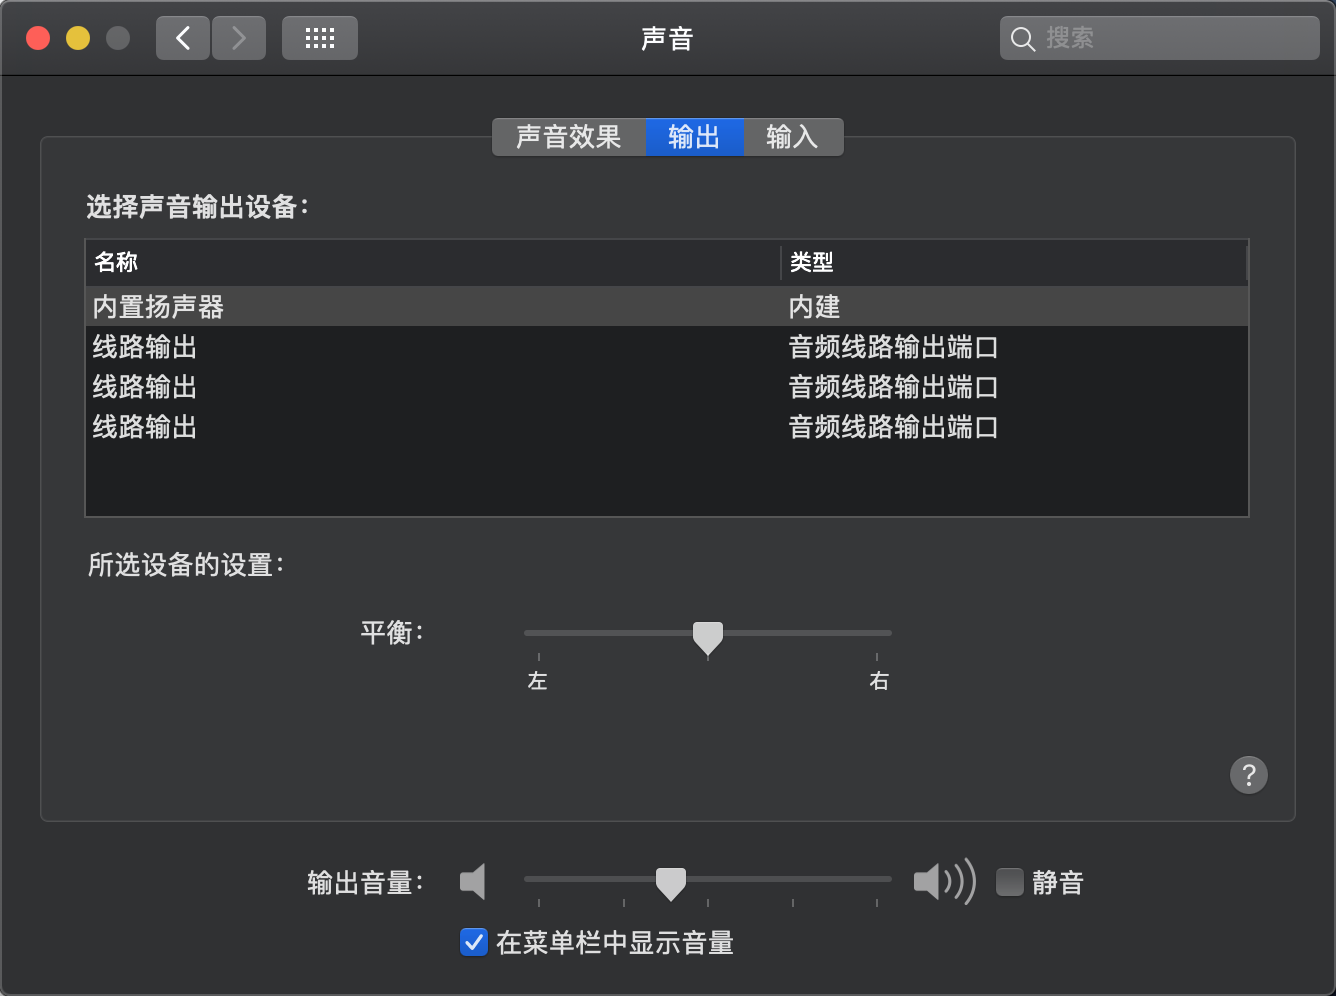 声音
搜索
声音效果 输出 输入
选择声音输出设备：
名称 类型
内置扬声器 内建
线路输出 音频线路输出端口
线路输出 音频线路输出端口
线路输出 音频线路输出端口
所选设备的设置：
平衡：
左 右
?
输出音量： 静音
在菜单栏中显示音量